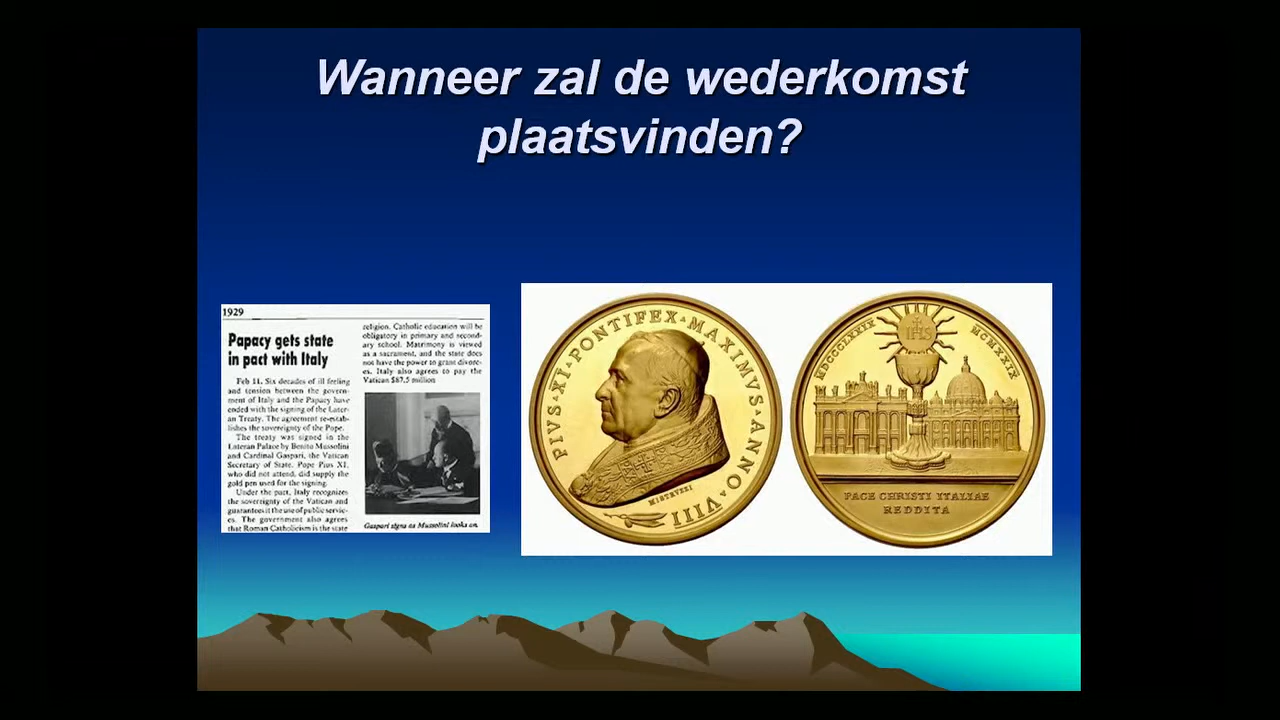 Wanneer zal de wederkomst
plaatsvinden?
1929
Papacy gets state
in pact with Italy
Feb 11. Six decades of ill feeling
and tension between the govern-
ment of Italy and the Papacy have
ended with the signing of the Later-
an Treaty. The agreement re-estab-
lishes the sovereignty of the Pope.
The treaty was signed in the
Lateran Palace by Benito Mussolini
and Cardinal Gaspari, the Vatican
Secretary of State. Pope Pius XI,
who did not attend, did supply the
gold pen used for the signing.
Under the pact, Italy recognizes
the sovereignty of the Vatican and
guarantees it the use of public servic-
es. The government also agrees
that Roman Catholicism is the state
religion. Catholic education will be
obligatory in primary and second-
ary school. Matrimony is viewed
as a sacrament, and the state does
not have the power to grant divorc-
es. Italy also agrees to pay the
Vatican $87.5 million
Gaspari signs as Mussolini looks on.
PIVS·XI·PONTIFEX·MAXIMVS·ANNO·VIII
MISTRVZZI
MDCCCLXXIX
MCMXXIX
IHS
PACE CHRISTI ITALIAE
REDDITA